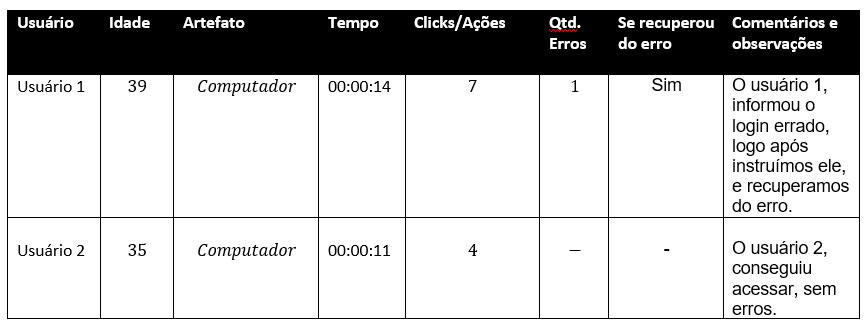 Usuário Idade Artefato Tempo Clicks/Ações Qtd. Erros Se recuperou do erro Comentários e observações
Usuário 1 39 Computador 00:00:14 7 1 Sim O usuário 1,
informou o
login errado,
logo após
instruímos ele,
e recuperamos
do erro.
Usuário 2 35 Computador 00:00:11 4 – - O usuário 2,
conseguiu
acessar, sem
erros.